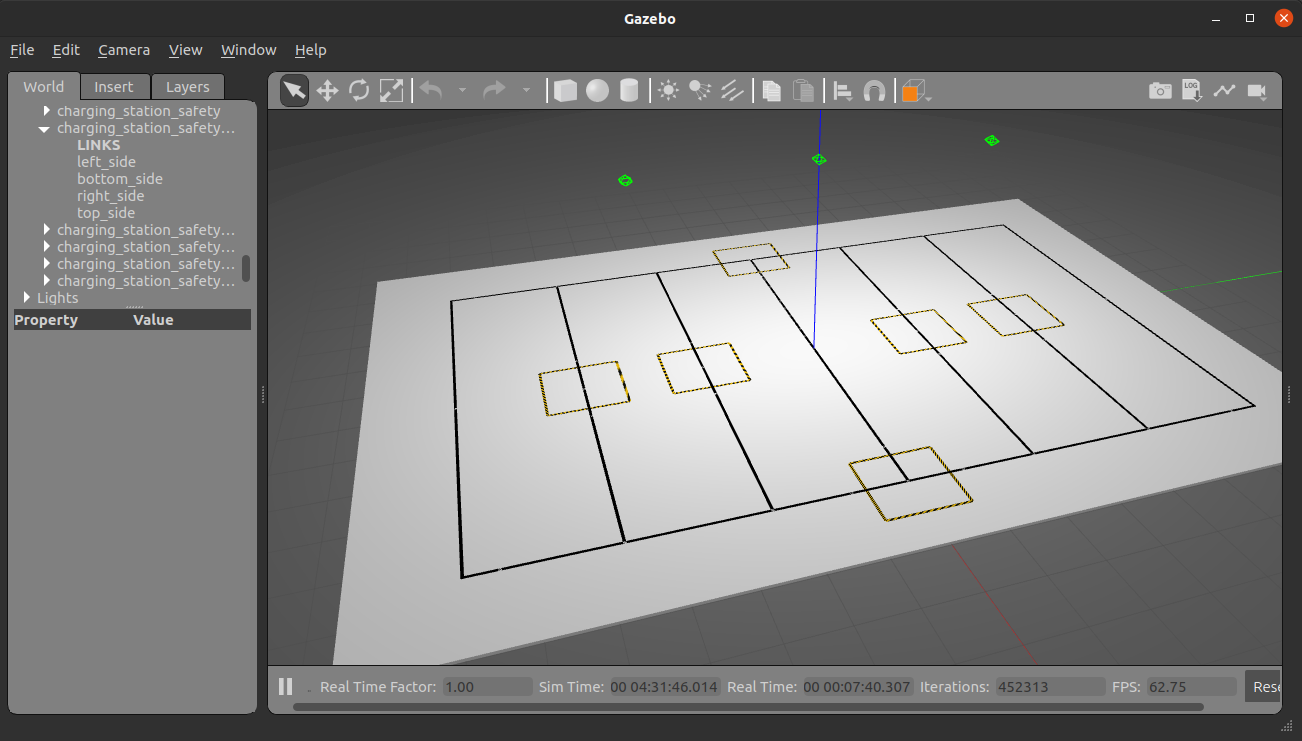 Gazebo
File Edit Camera View Window Help
World Insert Layers
LOG
charging_station_safety
charging_station_safety...
LINKS
left_side
bottom_side
right_side
top_side
charging_station_safety...
charging_station_safety...
charging_station_safety...
charging_station_safety...
Lights
Property Value
Real Time Factor: 1.00 Sim Time: 00 04:31:46.014 Real Time: 00 00:07:40.307 Iterations: 452313 FPS: 62.75 Rese